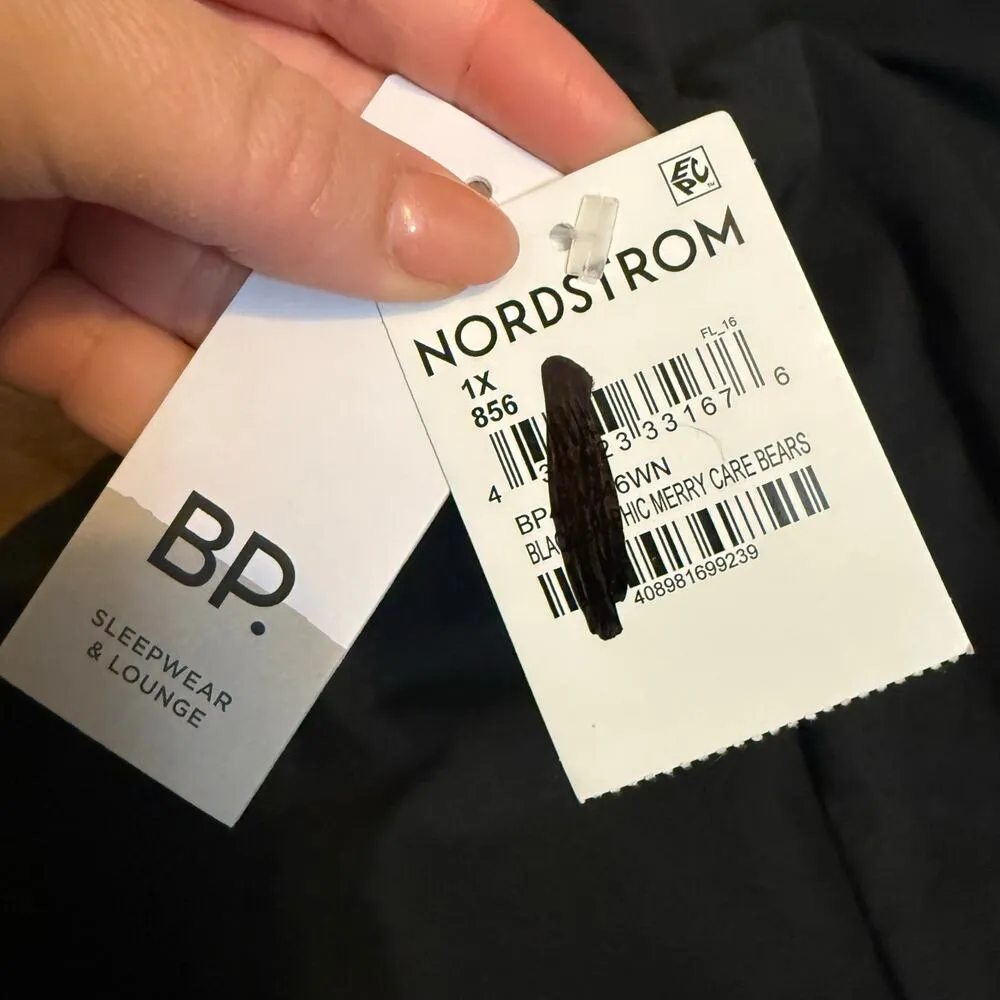 BP.
SLEEPWEAR
& LOUNGE
EPC
NORDSTROM
FL_16
1X
856
4 3 23 33167 6
BP 6WN
BLA HIC MERRY CARE BEARS
408981699239